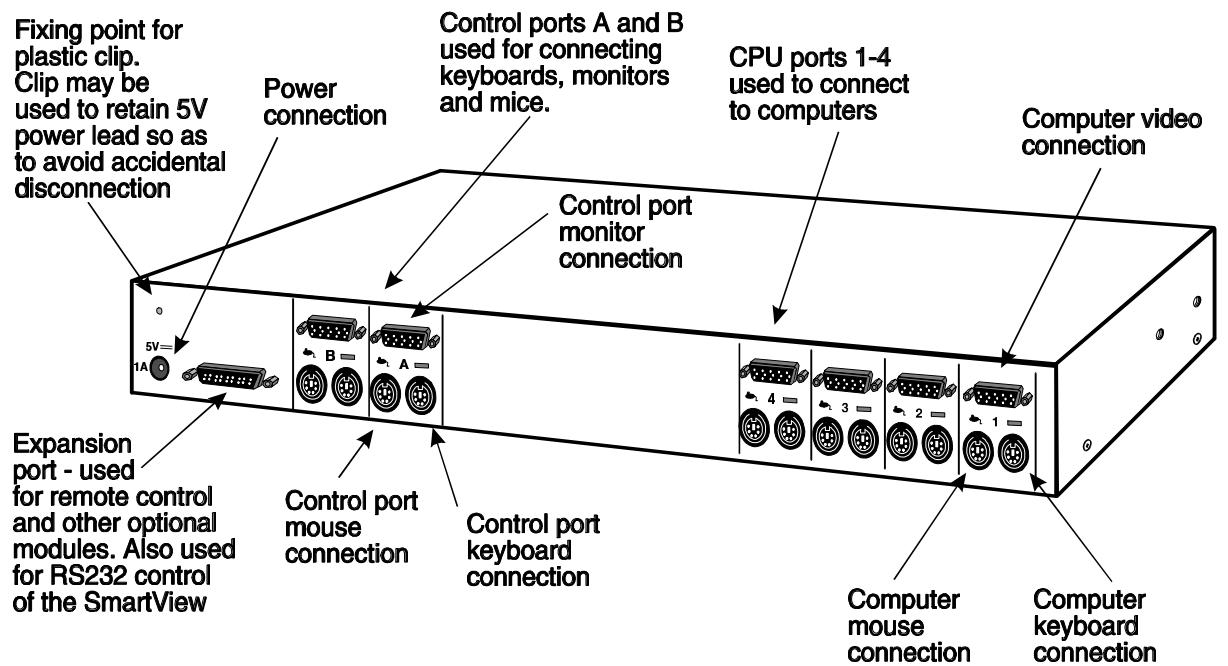 Fixing point for
plastic clip.
Clip may be
used to retain 5V
power lead so as
to avoid accidental
disconnection
Power
connection
Control ports A and B
used for connecting
keyboards, monitors
and mice.
CPU ports 1-4
used to connect
to computers
Computer video
connection
Control port
monitor
connection
5V
1A
B
A
4
3
2
1
Expansion
port - used
for remote control
and other optional
modules. Also used
for RS232 control
of the SmartView
Control port
mouse
connection
Control port
keyboard
connection
Computer
mouse
connection
Computer
keyboard
connection